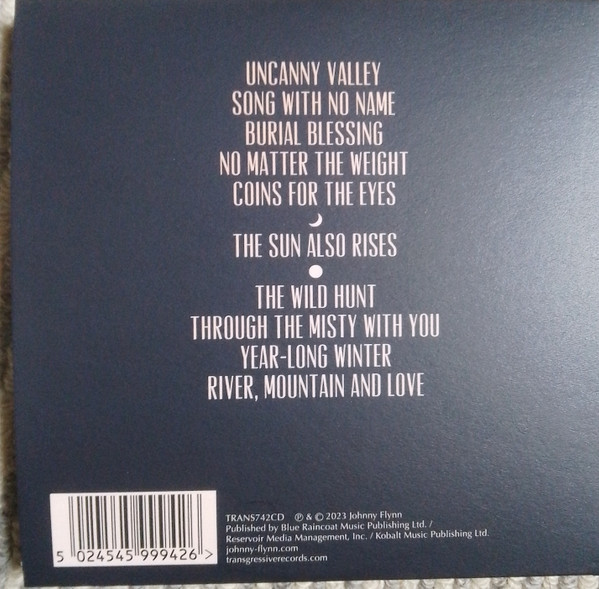 UNCANNY VALLEY
SONG WITH NO NAME
BURIAL BLESSING
NO MATTER THE WEIGHT
COINS FOR THE EYES
THE SUN ALSO RISES
THE WILD HUNT
THROUGH THE MISTY WITH YOU
YEAR-LONG WINTER
RIVER, MOUNTAIN AND LOVE
TRANS742CD ℗ & © 2023 Johnny Flynn
Published by Blue Raincoat Music Publishing Ltd. /
Reservoir Media Management, Inc. / Kobalt Music Publishing Ltd.
johnny-flynn.com
transgressiverecords.com
5 024545 999426 >